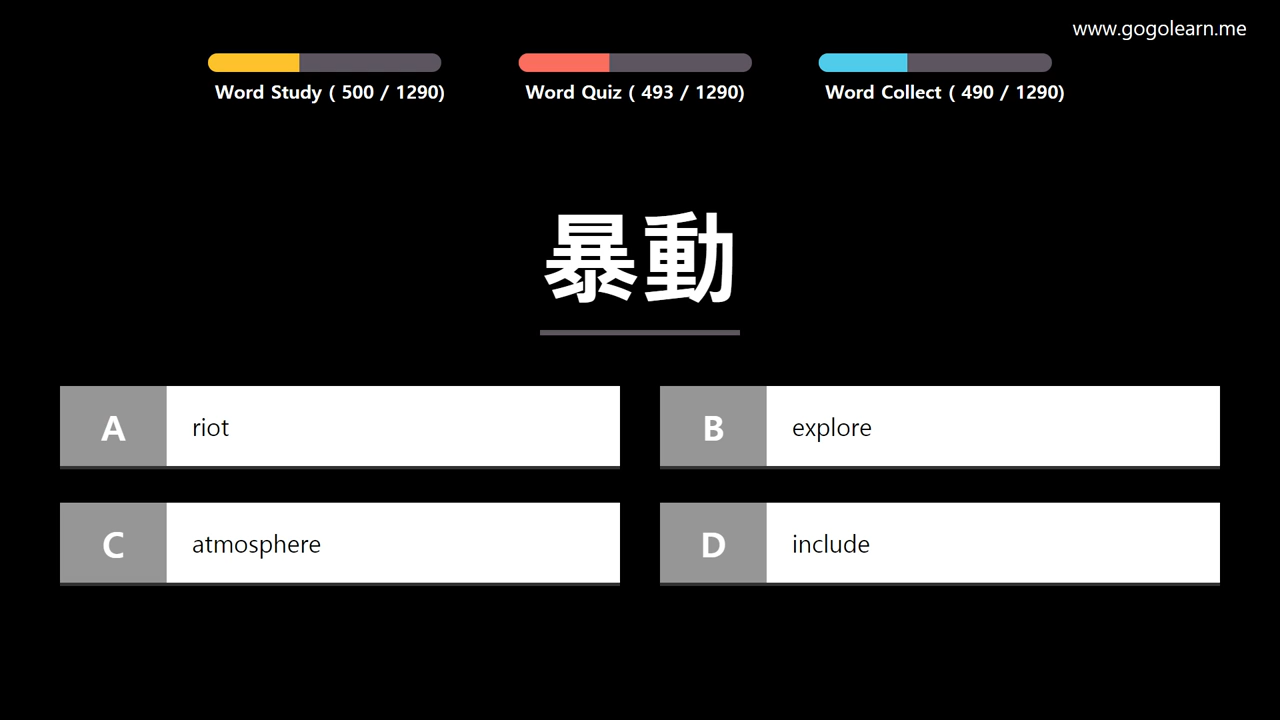 www.gogolearn.me
Word Study ( 500 / 1290)
Word Quiz ( 493 / 1290)
Word Collect ( 490 / 1290)
暴動
A riot
B explore
C atmosphere
D include